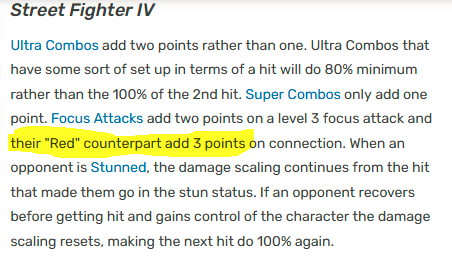 Street Fighter IV
Ultra Combos add two points rather than one. Ultra Combos that
have some sort of set up in terms of a hit will do 80% minimum
rather than the 100% of the 2nd hit. Super Combos only add one
point. Focus Attacks add two points on a level 3 focus attack and
their "Red" counterpart add 3 points on connection. When an
opponent is Stunned, the damage scaling continues from the hit
that made them go in the stun status. If an opponent recovers
before getting hit and gains control of the character the damage
scaling resets, making the next hit do 100% again.